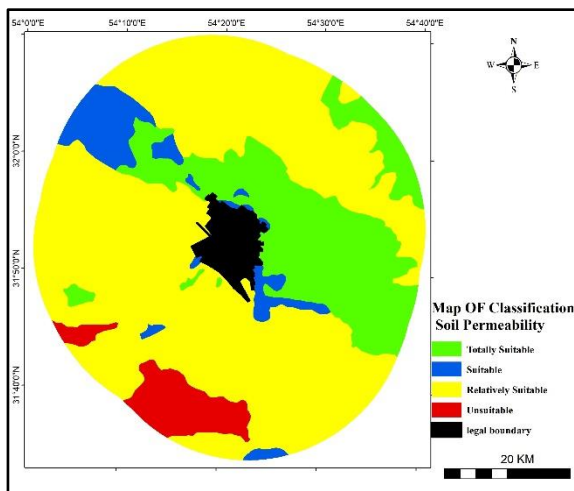 54°0'0"E 54°10'0"E 54°20'0"E 54°30'0"E 54°40'0"E
N
W E
S
32°0'0"N
31°50'0"N
31°40'0"N
Map OF Classification
Soil Permeability
Totally Suitable
Suitable
Relatively Suitable
Unsuitable
legal boundary
20 KM